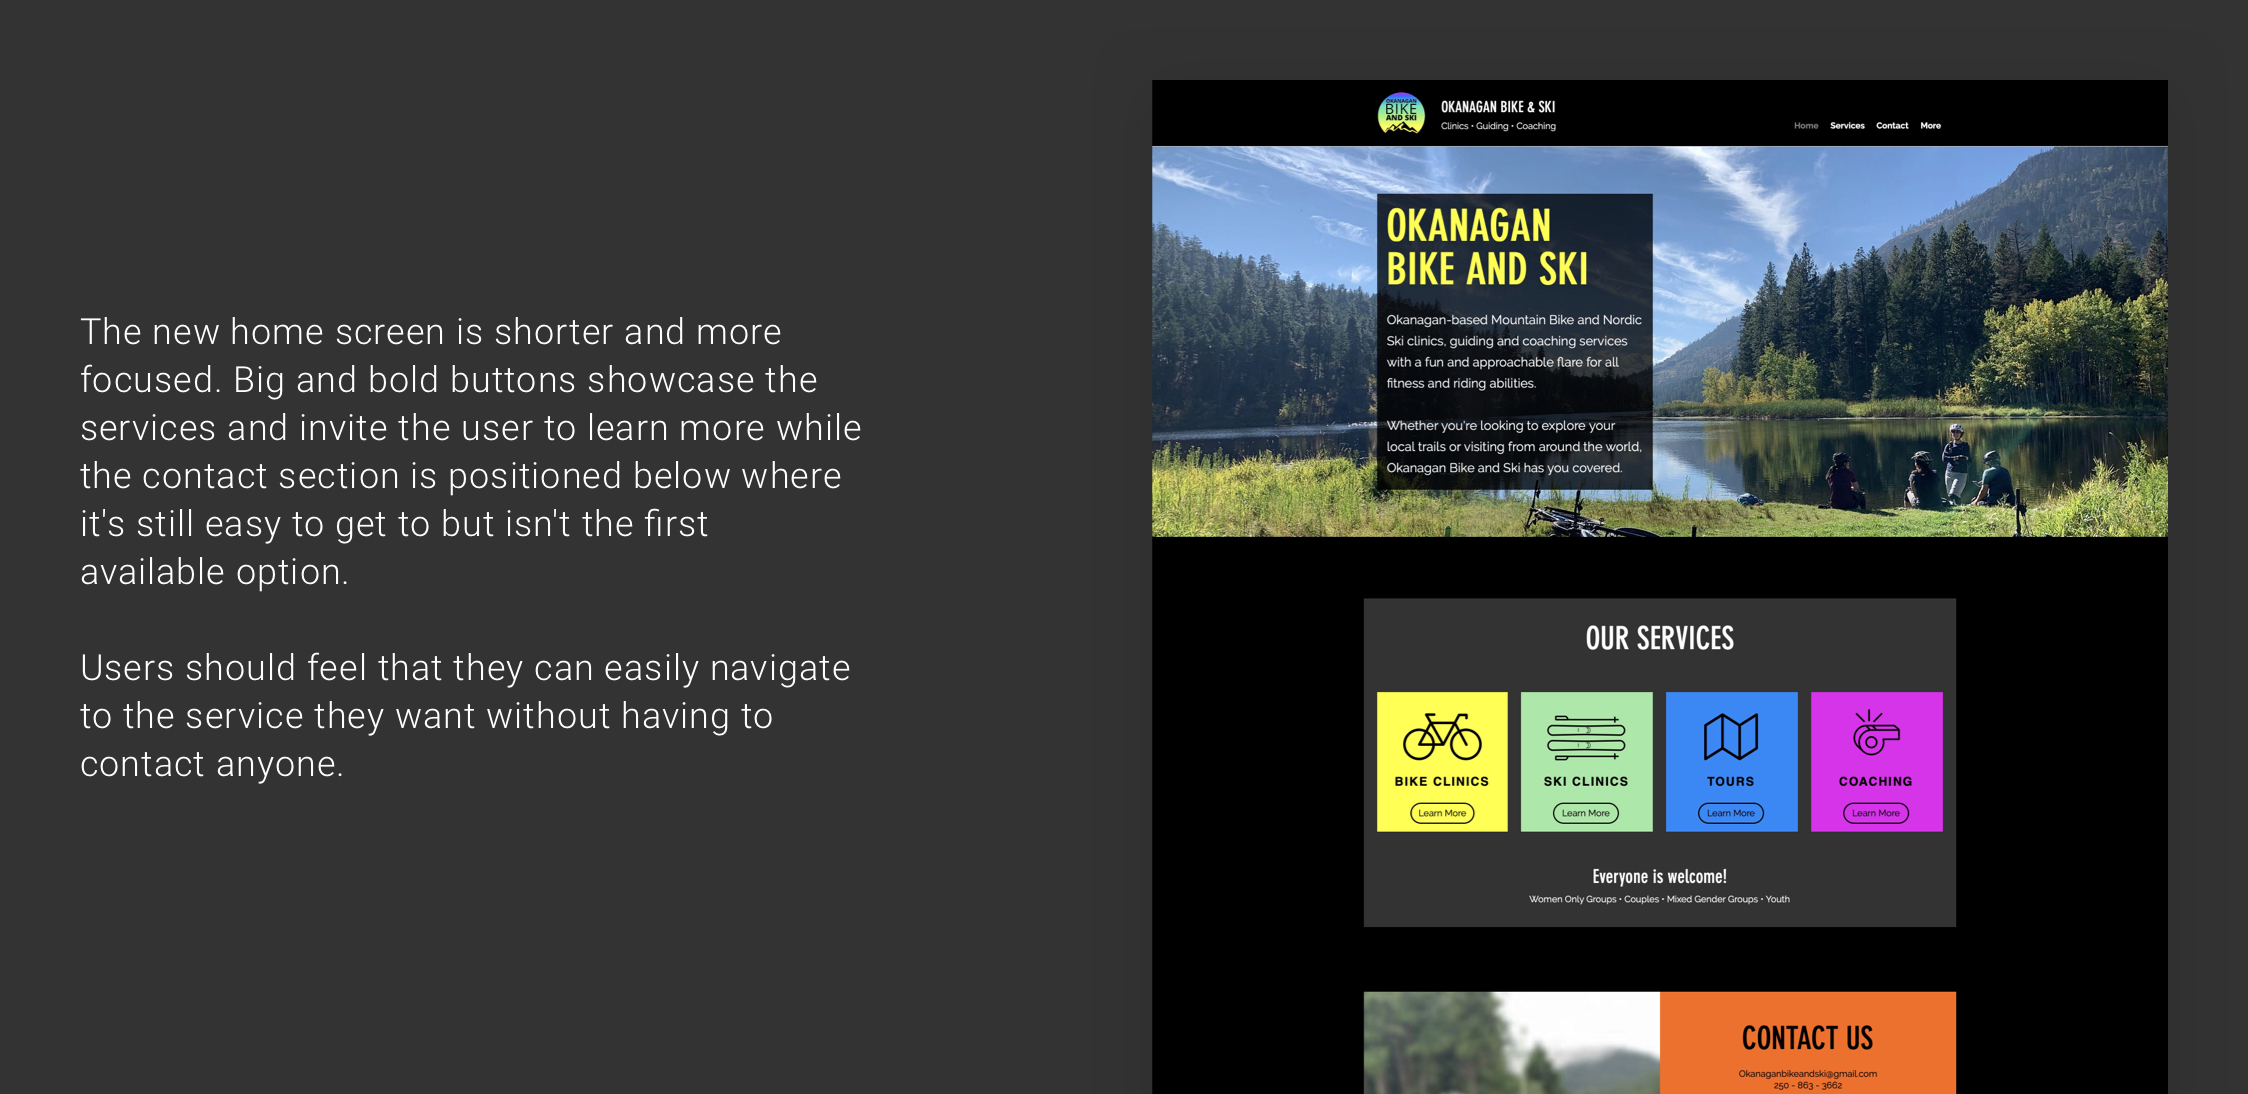 The new home screen is shorter and more
focused. Big and bold buttons showcase the
services and invite the user to learn more while
the contact section is positioned below where
it's still easy to get to but isn't the first
available option.
Users should feel that they can easily navigate
to the service they want without having to
contact anyone.
OKANAGAN
BIKE
AND SKI
OKANAGAN BIKE & SKI
Clinics • Guiding • Coaching
Home Services Contact More
OKANAGAN
BIKE AND SKI
Okanagan-based Mountain Bike and Nordic
Ski clinics, guiding and coaching services
with a fun and approachable flare for all
fitness and riding abilities.
Whether you're looking to explore your
local trails or visiting from around the world,
Okanagan Bike and Ski has you covered.
OUR SERVICES
BIKE CLINICS
Learn More
SKI CLINICS
Learn More
TOURS
Learn More
COACHING
Learn More
Everyone is welcome!
Women Only Groups • Couples • Mixed Gender Groups • Youth
CONTACT US
Okanaganbikeandski@gmail.com
250 - 863 - 3662